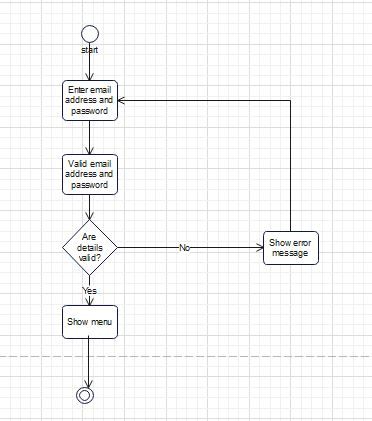 start
Enter email
address and
password
Valid email
address and
password
Are
details
valid?
No
Show error
message
Yes
Show menu